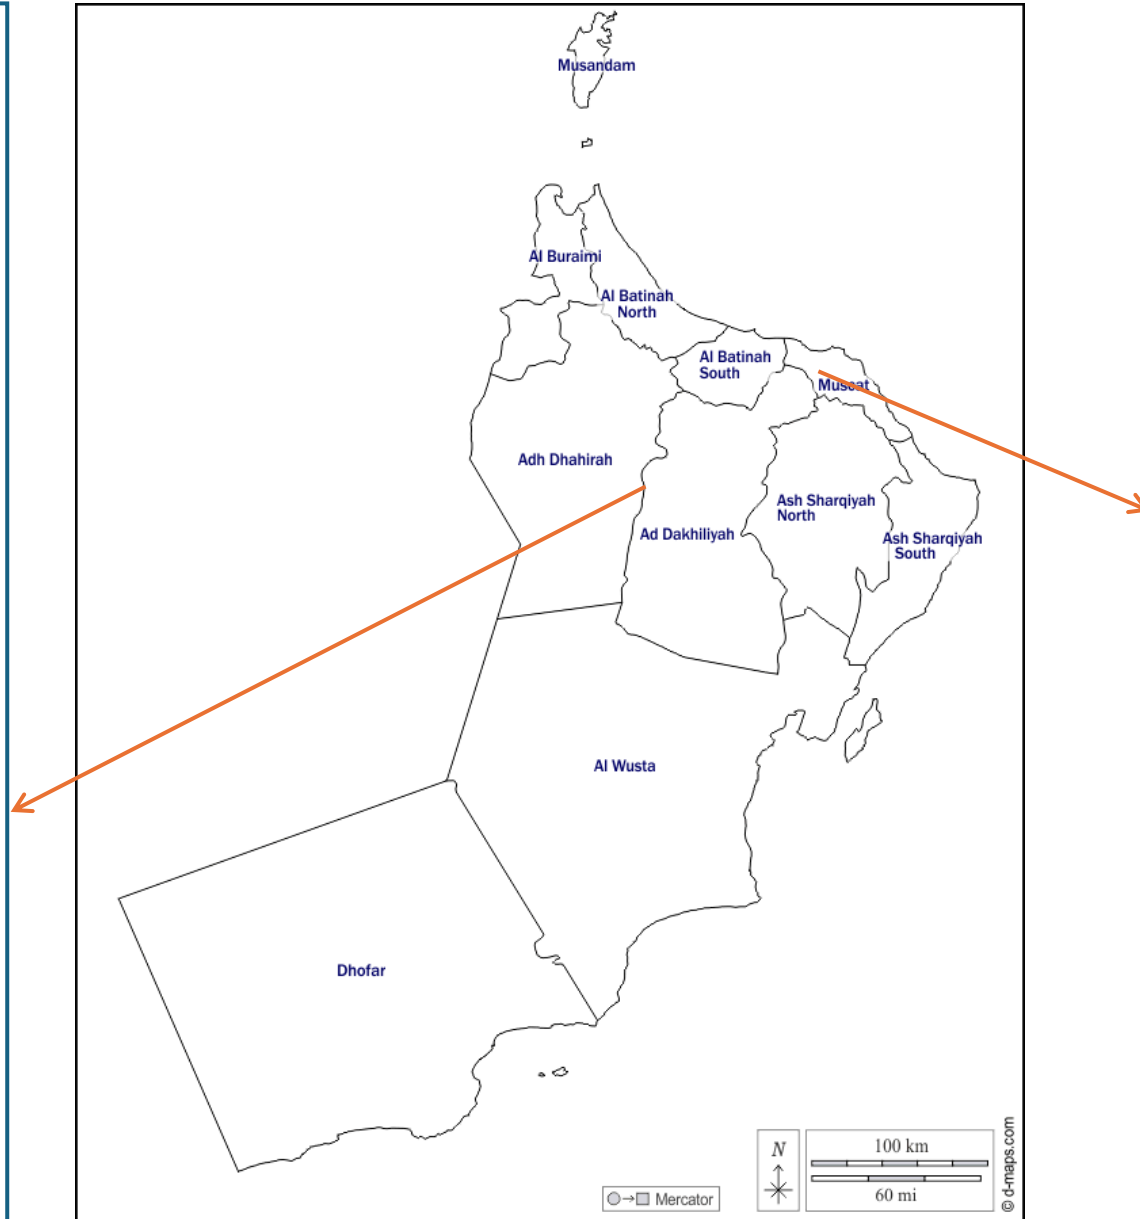 Musandam
Al Buraimi
Al Batinah
North
Al Batinah
South
Muscat
Adh Dhahirah
Ash Sharqiyah
North
Ad Dakhiliyah
Ash Sharqiyah
South
Al Wusta
Dhofar
N
100 km
60 mi
Mercator
© d-maps.com